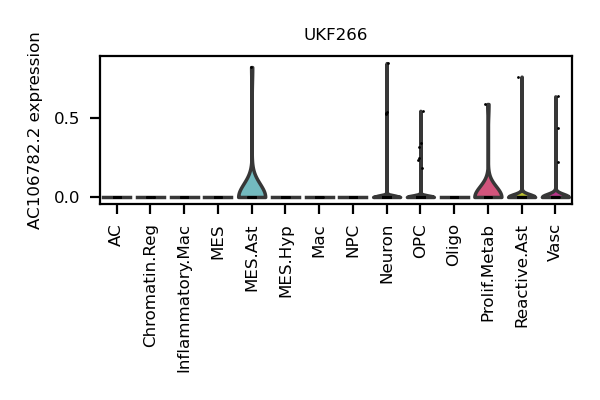 UKF266
AC106782.2 expression
0.5
0.0
AC
Chromatin.Reg
Inflammatory.Mac
MES
MES.Ast
MES.Hyp
Mac
NPC
Neuron
OPC
Oligo
Prolif.Metab
Reactive.Ast
Vasc